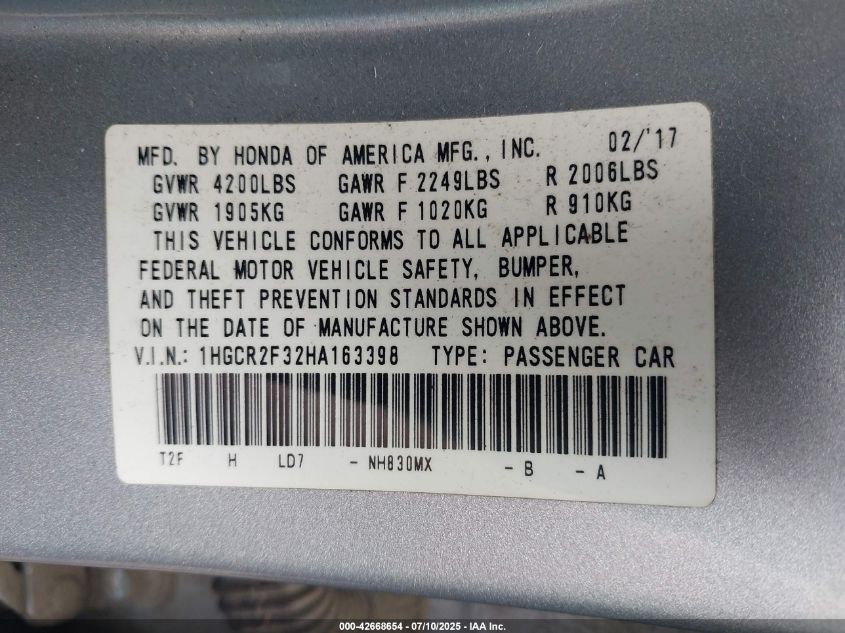 MFD. BY HONDA OF AMERICA MFG., INC. 02/'17
GVWR 4200LBS GAWR F 2249LBS R 2006LBS
GVWR 1905KG GAWR F 1020KG R 910KG
THIS VEHICLE CONFORMS TO ALL APPLICABLE
FEDERAL MOTOR VEHICLE SAFETY, BUMPER,
AND THEFT PREVENTION STANDARDS IN EFFECT
ON THE DATE OF MANUFACTURE SHOWN ABOVE.
V.I.N.: 1HGCR2F32HA163398 TYPE: PASSENGER CAR
T2F H LD7 - NH830MX - B - A
000-42668654 / 07/10/2025 - IAA Inc.